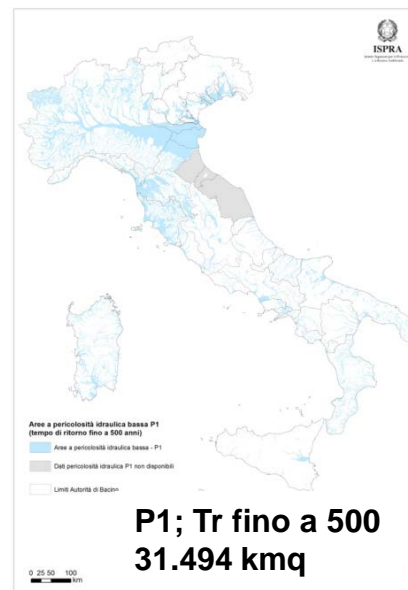 ISPRA
Aree a pericolosità idraulica bassa P1
(tempo di ritorno fino a 500 anni)
Aree a pericolosità idraulica bassa - P1
Dati pericolosità idraulica P1 non disponibili
Limiti Autorità di Bacino
P1; Tr fino a 500
31.494 kmq
0 25 50 100
km